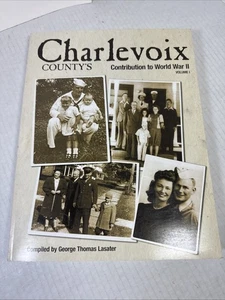 Charlevoix
COUNTY'S
Contribution to World War II
VOLUME I
Compiled by George Thomas Lasater